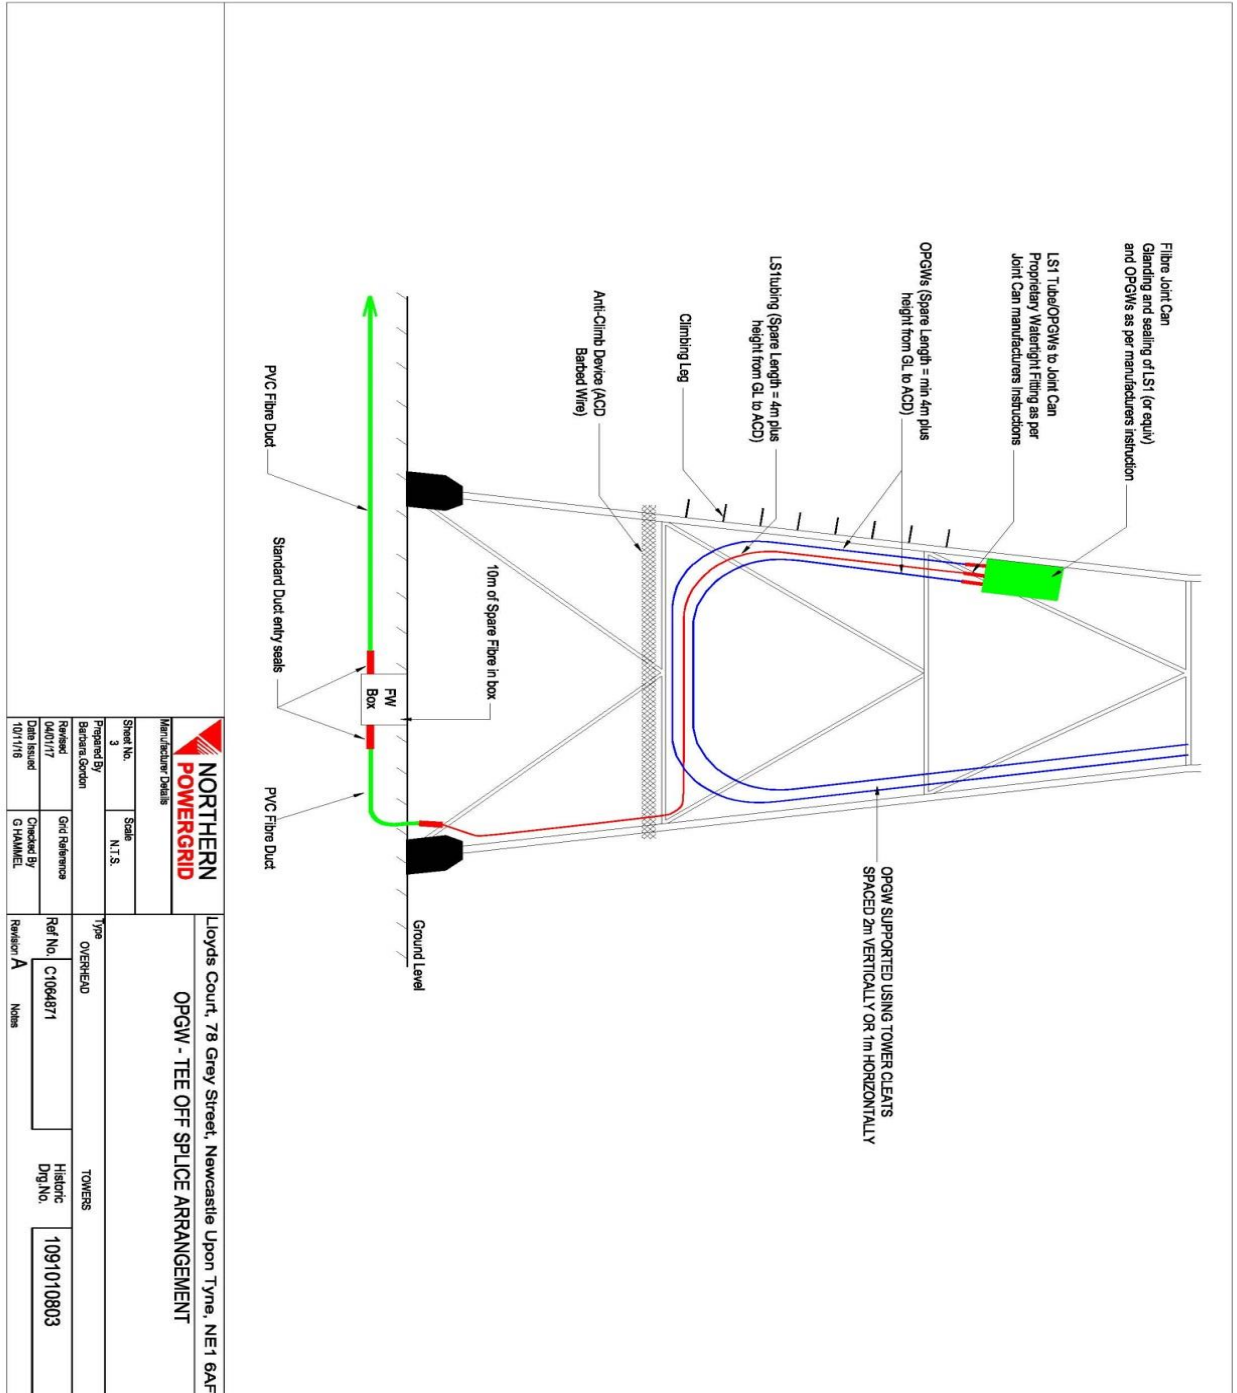 Flibre Joint Can
Glanding and sealing of LS1 (or equiv)
and OPGWs as per manufacturers instruction
LS1 Tube/OPGWs to Joint Can
Proprietary Watertight Fitting as per
Joint Can manufacturers Instructions
OPGWs (Spare Length = min 4m plus
height from GL to ACD)
LS1tubing (Spare Length = 4m plus
height from GL to ACD)
Climbing Leg
Anti-Climb Device (ACD
Barbed Wire)
OPGW SUPPORTED USING TOWER CLEATS
SPACED 2m VERTICALLY OR 1m HORIZONTALLY
10m of Spare Fibre in box
Ground Level
FW
Box
PVC Fibre Duct
Standard Duct entry seals
PVC Fibre Duct
NORTHERN
POWERGRID
Lloyds Court, 78 Grey Street, Newcastle Upon Tyne, NE1 6AF
Manufacturer Details
OPGW - TEE OFF SPLICE ARRANGEMENT
Sheet No.
3
Scale
N.T.S.
Prepared By
Barbara.Gordon
Type
OVERHEAD
TOWERS
Revised
04/01/17
Grid Reference
Ref No.
C1064871
Historic
Drg.No.
1091010803
Date Issued
10/11/16
Checked By
G HAMMEL
Revision A
Notes